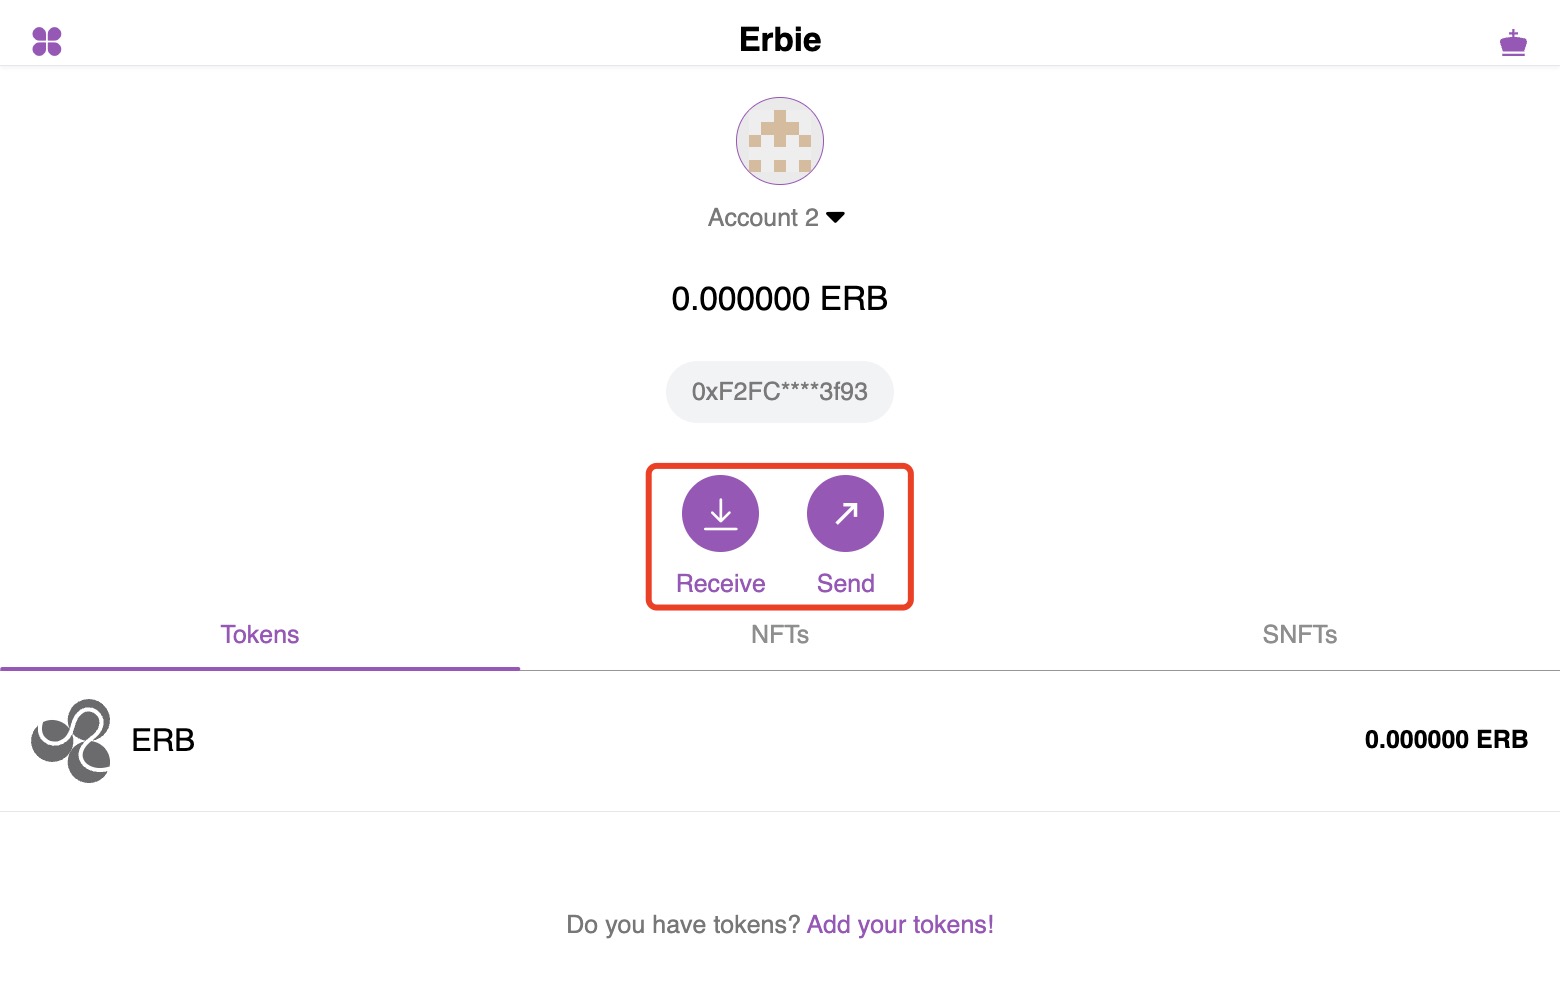 Erbie
Account 2
0.000000 ERB
0xF2FC****3f93
Receive Send
Tokens NFTs SNFTs
ERB 0.000000 ERB
Do you have tokens? Add your tokens!